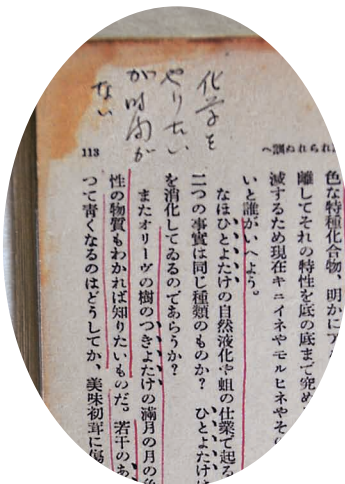 化学を
やりたい
が時間が
ない
れられぬ訓へ
113
色な特種化合物、明かに
離してそれの特性を底の底まで究め
滅するため現在キニイネやモルヒネやその
いと誰がいへよう。
なほひとよたけの自然液化や蛆の仕業で起る
二つの事實は同じ種類のものか? ひとよたけは
を消化してゐるのであらうか?
またオリーヴの樹のつきよたけの滿月の月の
性の物質もわかれば知りたいものだ。若干のあ
つて青くなるのはどうしてか、美味初茸に傷